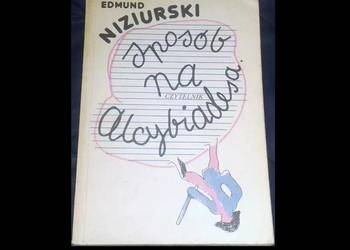 EDMUND
NIZIURSKI
sposób
na
CZYTELNIK
Alcybiadesa.